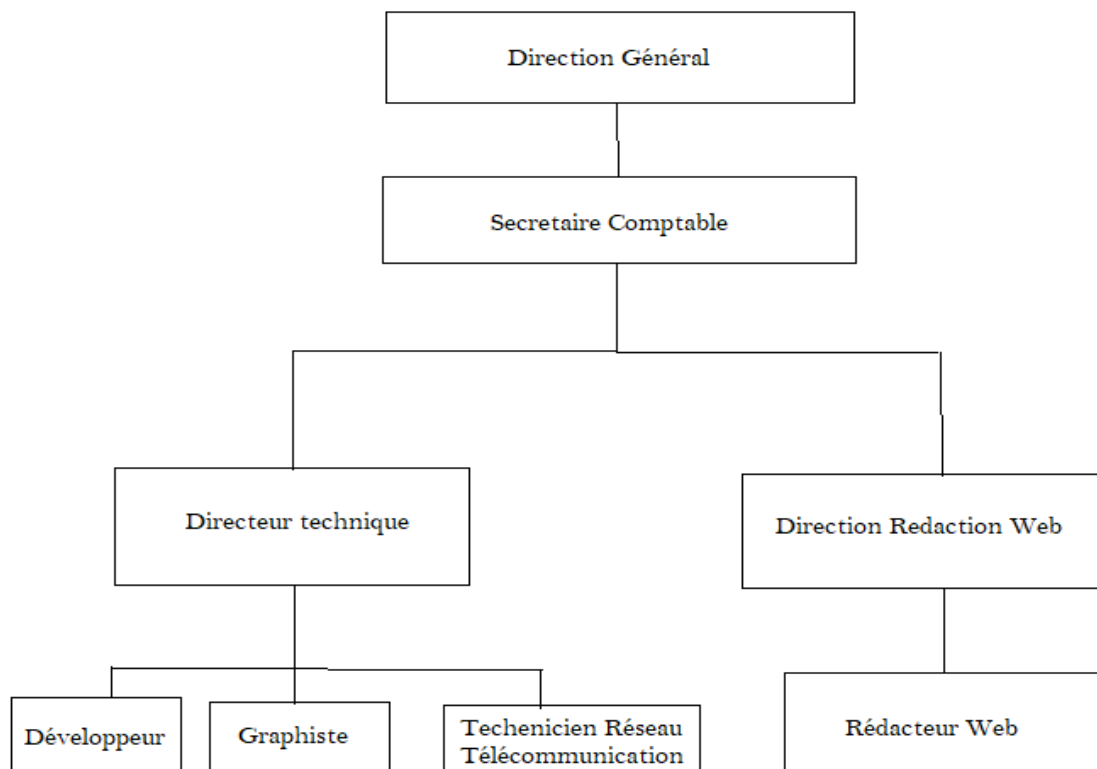 Direction Général
Secretaire Comptable
Directeur technique
Direction Redaction Web
Développeur
Graphiste
Techenicien Réseau
Télécommunication
Rédacteur Web